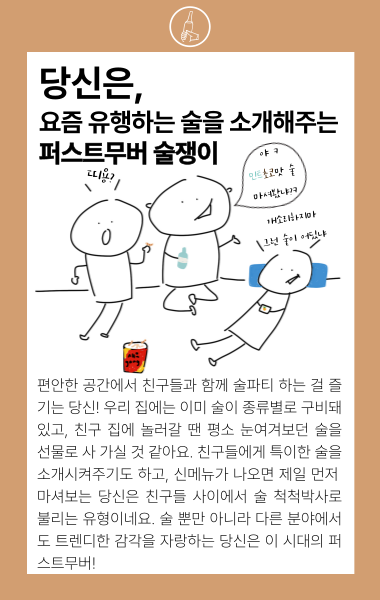 당신은,
요즘 유행하는 술을 소개해주는
퍼스트무버 술쟁이
야 ㅋ
민트초코맛 술
마셔봤냐?ㅋ
개소리하지마
그런 술이 어딨냐
편안한 공간에서 친구들과 함께 술파티 하는 걸 즐
기는 당신! 우리 집에는 이미 술이 종류별로 구비돼
있고, 친구 집에 놀러갈 땐 평소 눈여겨보던 술을
선물로 사 가실 것 같아요. 친구들에게 특이한 술을
소개시켜주기도 하고, 신메뉴가 나오면 제일 먼저
마셔보는 당신은 친구들 사이에서 술 척척박사로
불리는 유형이네요. 술 뿐만 아니라 다른 분야에서
도 트렌디한 감각을 자랑하는 당신은 이 시대의 퍼
스트무버!